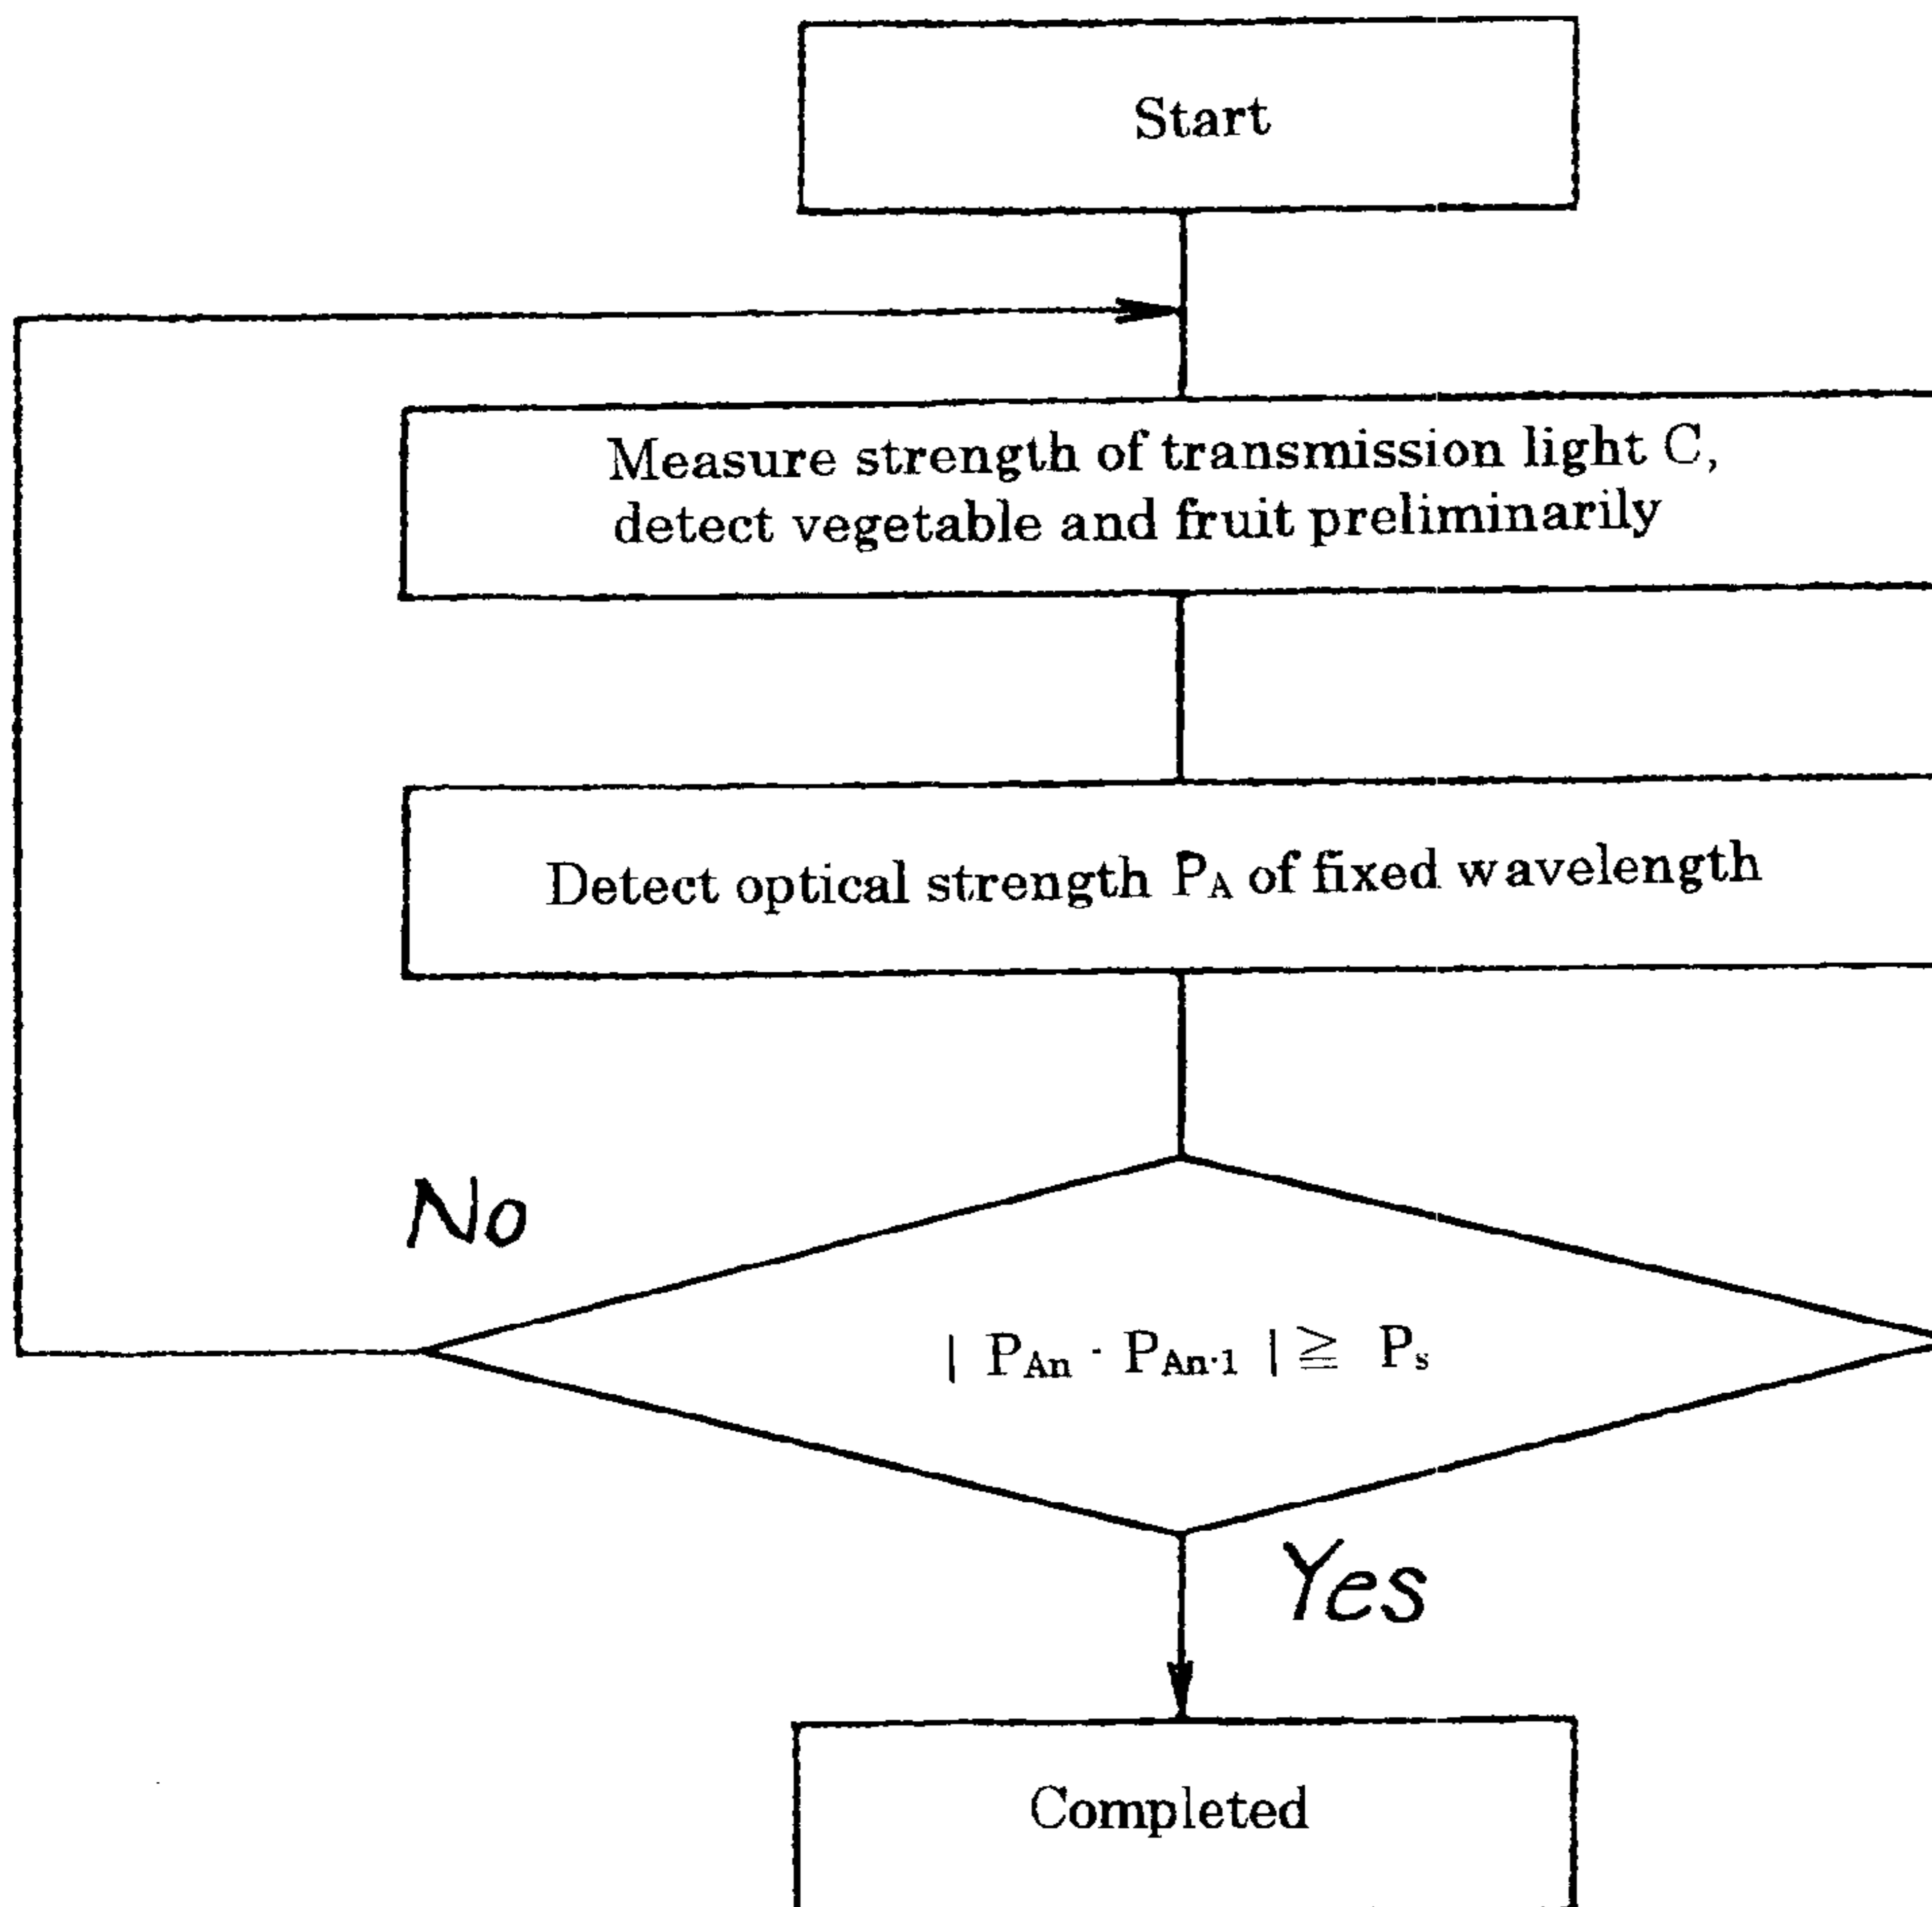 Start
Measure strength of transmission light C,
detect vegetable and fruit preliminarily
Detect optical strength PA of fixed wavelength
No
| PAn - PAn-1 | ≧ Ps
Yes
Completed